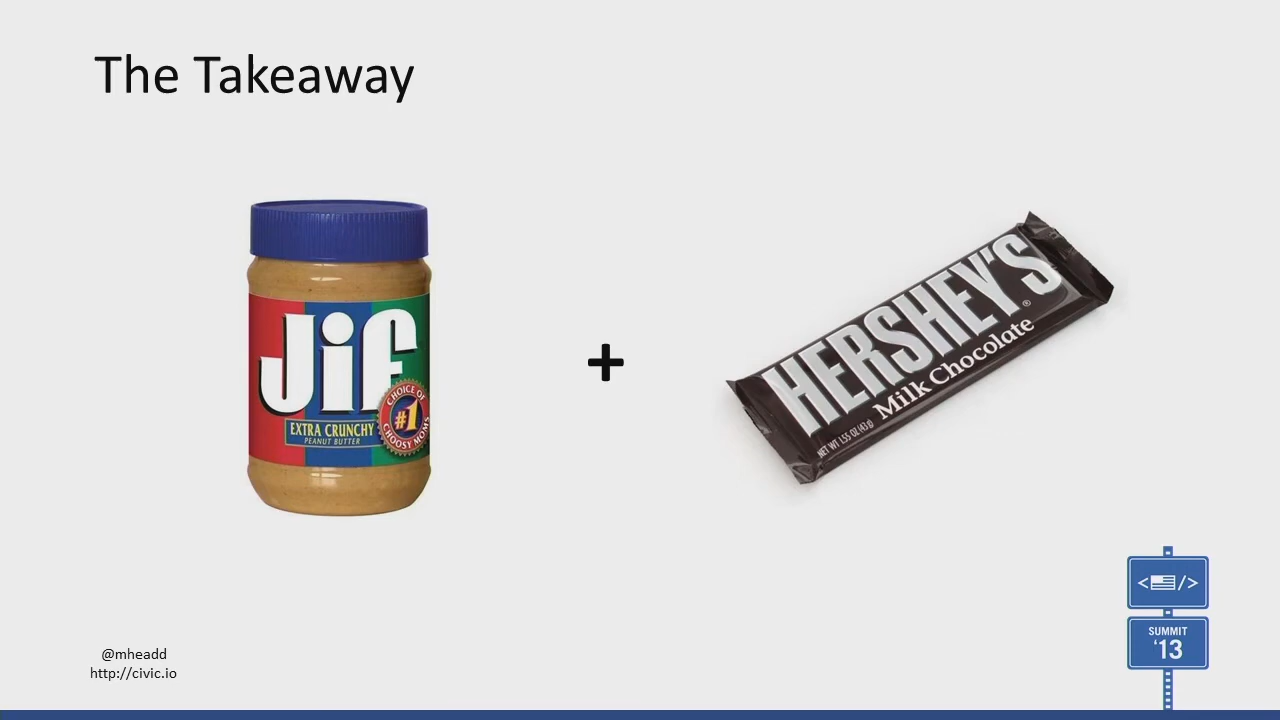 The Takeaway
Jif
EXTRA CRUNCHY
PEANUT BUTTER
CHOICE OF
#1
CHOOSY MOMS
+
HERSHEY'S
®
Milk Chocolate
NET WT 1.55 OZ (43g)
@mheadd
http://civic.io
< />
SUMMIT
'13